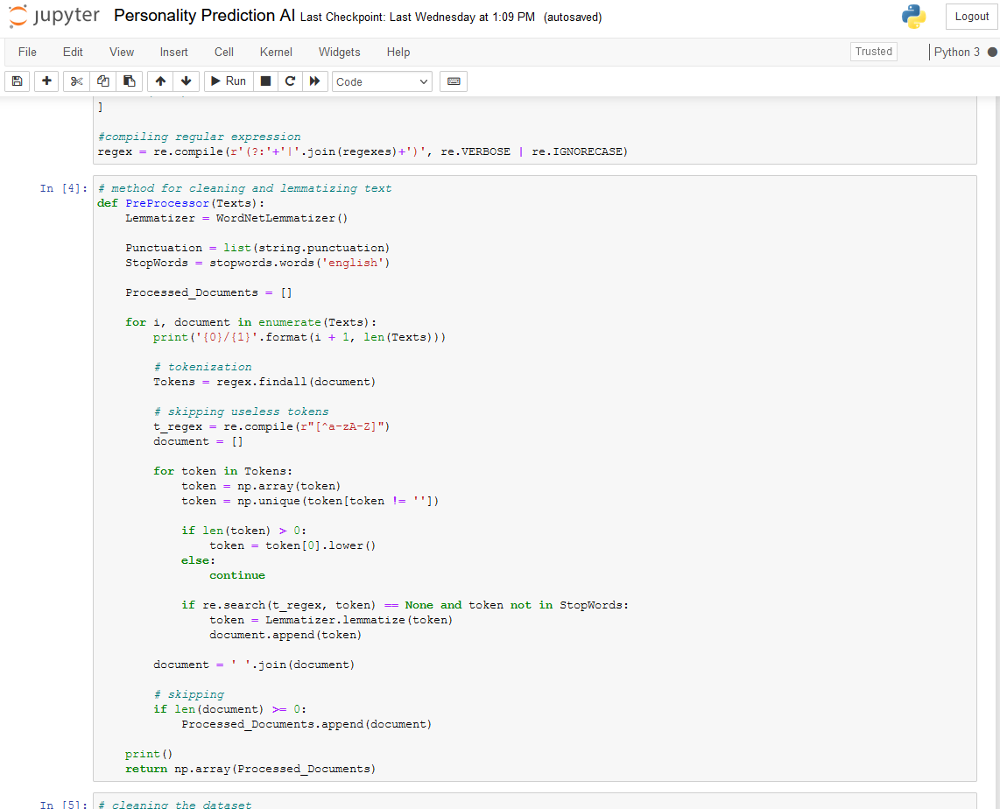 jupyter Personality Prediction AI Last Checkpoint: Last Wednesday at 1:09 PM (autosaved)
Logout
File Edit View Insert Cell Kernel Widgets Help
Trusted
Python 3
Run
Code
]
#compiling regular expression
regex = re.compile(r'(?:'+'|'.join(regexes)+')', re.VERBOSE | re.IGNORECASE)
In [4]:
# method for cleaning and lemmatizing text
def PreProcessor(Texts):
    Lemmatizer = WordNetLemmatizer()
    Punctuation = list(string.punctuation)
    StopWords = stopwords.words('english')
    Processed_Documents = []
    for i, document in enumerate(Texts):
        print('{0}/{1}'.format(i + 1, len(Texts)))
        # tokenization
        Tokens = regex.findall(document)
        # skipping useless tokens
        t_regex = re.compile(r"[^a-zA-Z]")
        document = []
        for token in Tokens:
            token = np.array(token)
            token = np.unique(token[token != ''])
            if len(token) > 0:
                token = token[0].lower()
            else:
                continue
            if re.search(t_regex, token) == None and token not in StopWords:
                token = Lemmatizer.lemmatize(token)
                document.append(token)
        document = ' '.join(document)
        # skipping
        if len(document) >= 0:
            Processed_Documents.append(document)
    print()
    return np.array(Processed_Documents)
In [5]:
# cleaning the dataset